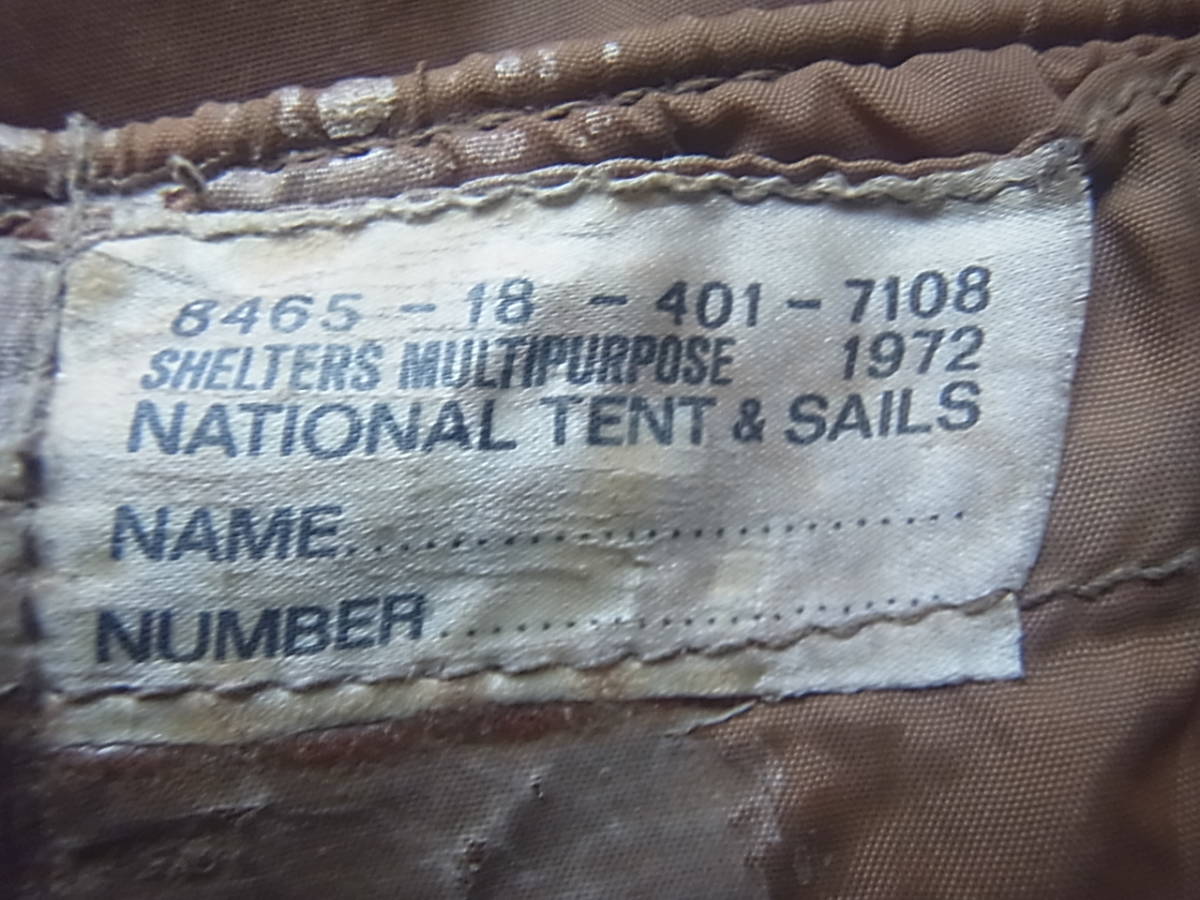 8465 - 18 - 401 - 7108
SHELTERS MULTIPURPOSE 1972
NATIONAL TENT & SAILS
NAME..............................
NUMBER..............................